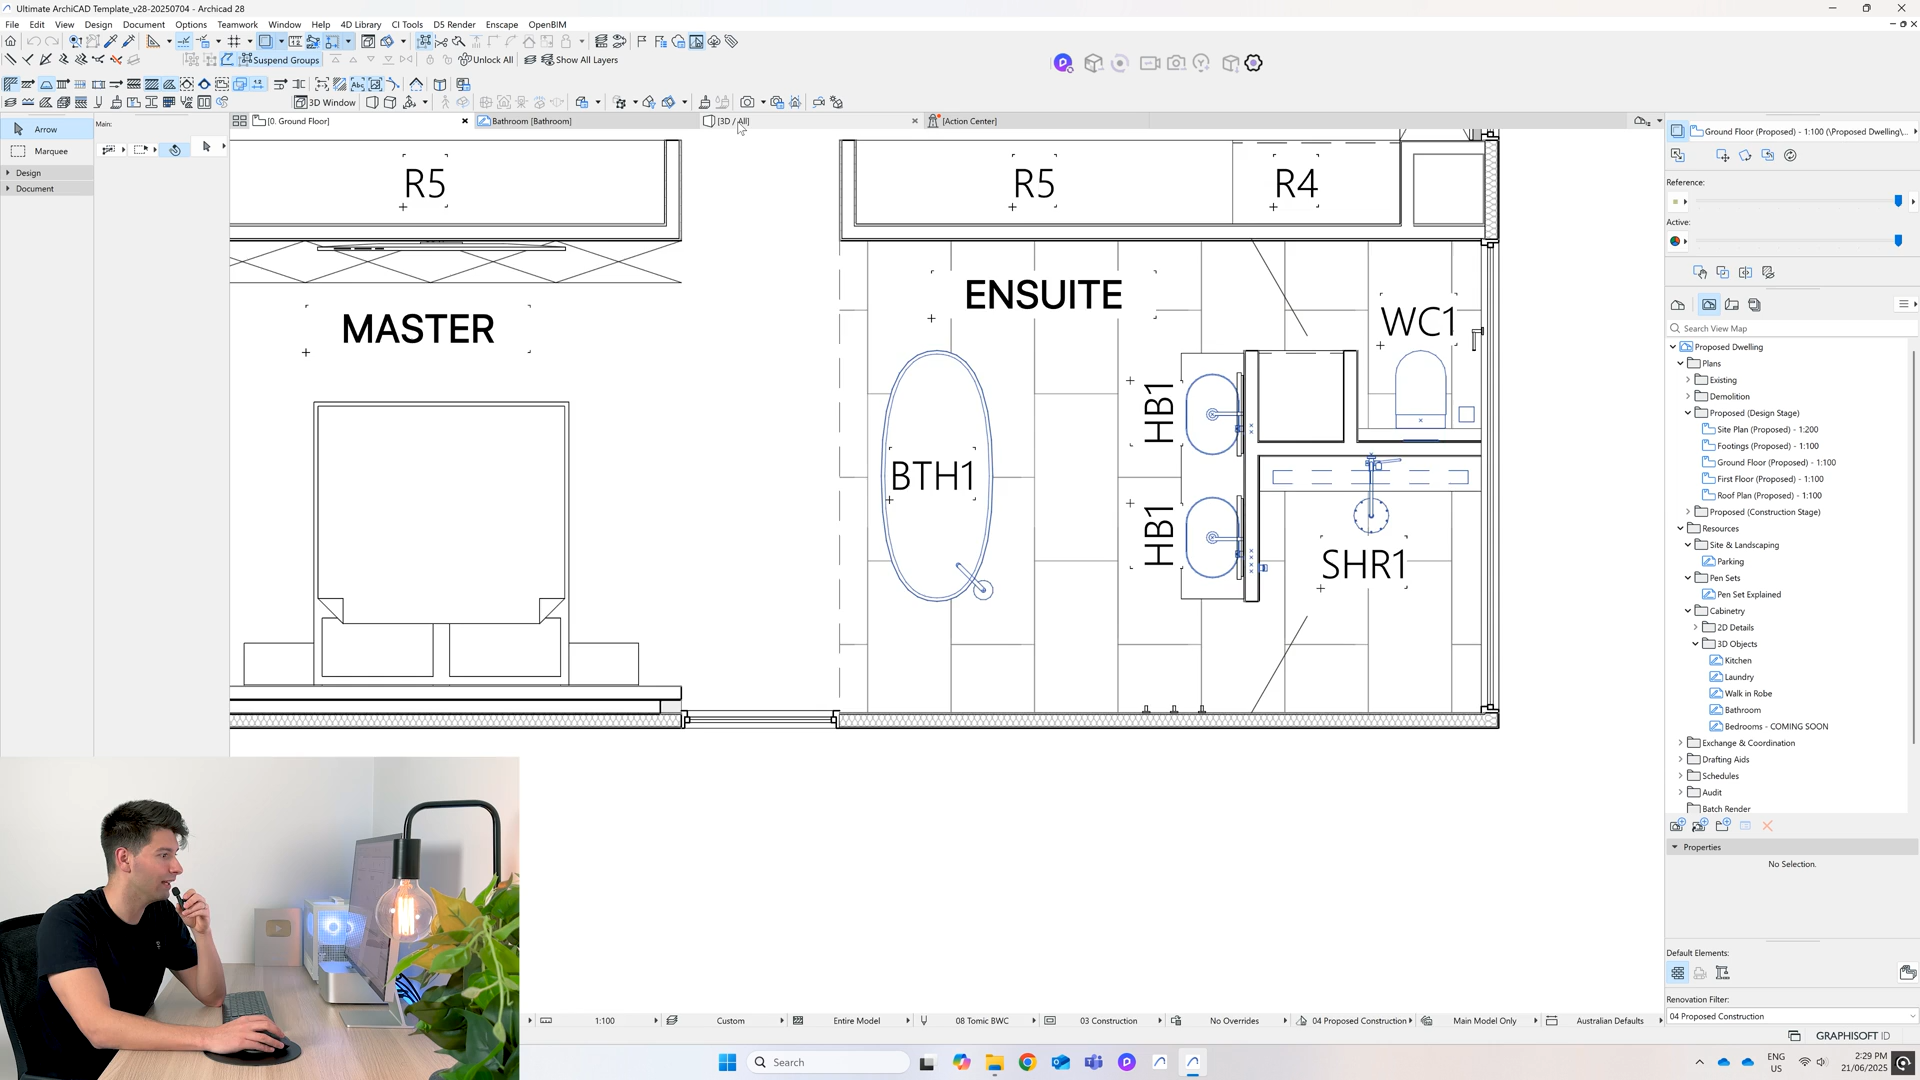 Ultimate ArchiCAD Template_v28-20250704 - Archicad 28
File Edit View Design Document Options Teamwork Window Help 4D Library CI Tools D5 Render Enscape OpenBIM
Suspend Groups Unlock All Show All Layers
3D Window
[0. Ground Floor] Bathroom [Bathroom] [3D / All] [Action Center]
Arrow
Marquee
Design
Document
Main:
R5 R5 R4
ENSUITE
MASTER
WC1
HB1
BTH1
HB1
SHR1
Ground Floor (Proposed) - 1:100 (\Proposed Dwelling\...
Reference:
Active:
Search View Map
Proposed Dwelling
Plans
Existing
Demolition
Proposed (Design Stage)
Site Plan (Proposed) - 1:200
Footings (Proposed) - 1:100
Ground Floor (Proposed) - 1:100
First Floor (Proposed) - 1:100
Roof Plan (Proposed) - 1:100
Proposed (Construction Stage)
Resources
Site & Landscaping
Parking
Pen Sets
Pen Set Explained
Cabinetry
2D Details
3D Objects
Kitchen
Laundry
Walk in Robe
Bathroom
Bedrooms - COMING SOON
Exchange & Coordination
Drafting Aids
Schedules
Audit
Batch Render
Properties
No Selection.
Default Elements:
Renovation Filter:
04 Proposed Construction
1:100 Custom Entire Model 08 Tomic BWC 03 Construction No Overrides 04 Proposed Construction Main Model Only Australian Defaults
GRAPHISOFT ID
Search
ENG
US
2:29 PM
21/06/2025